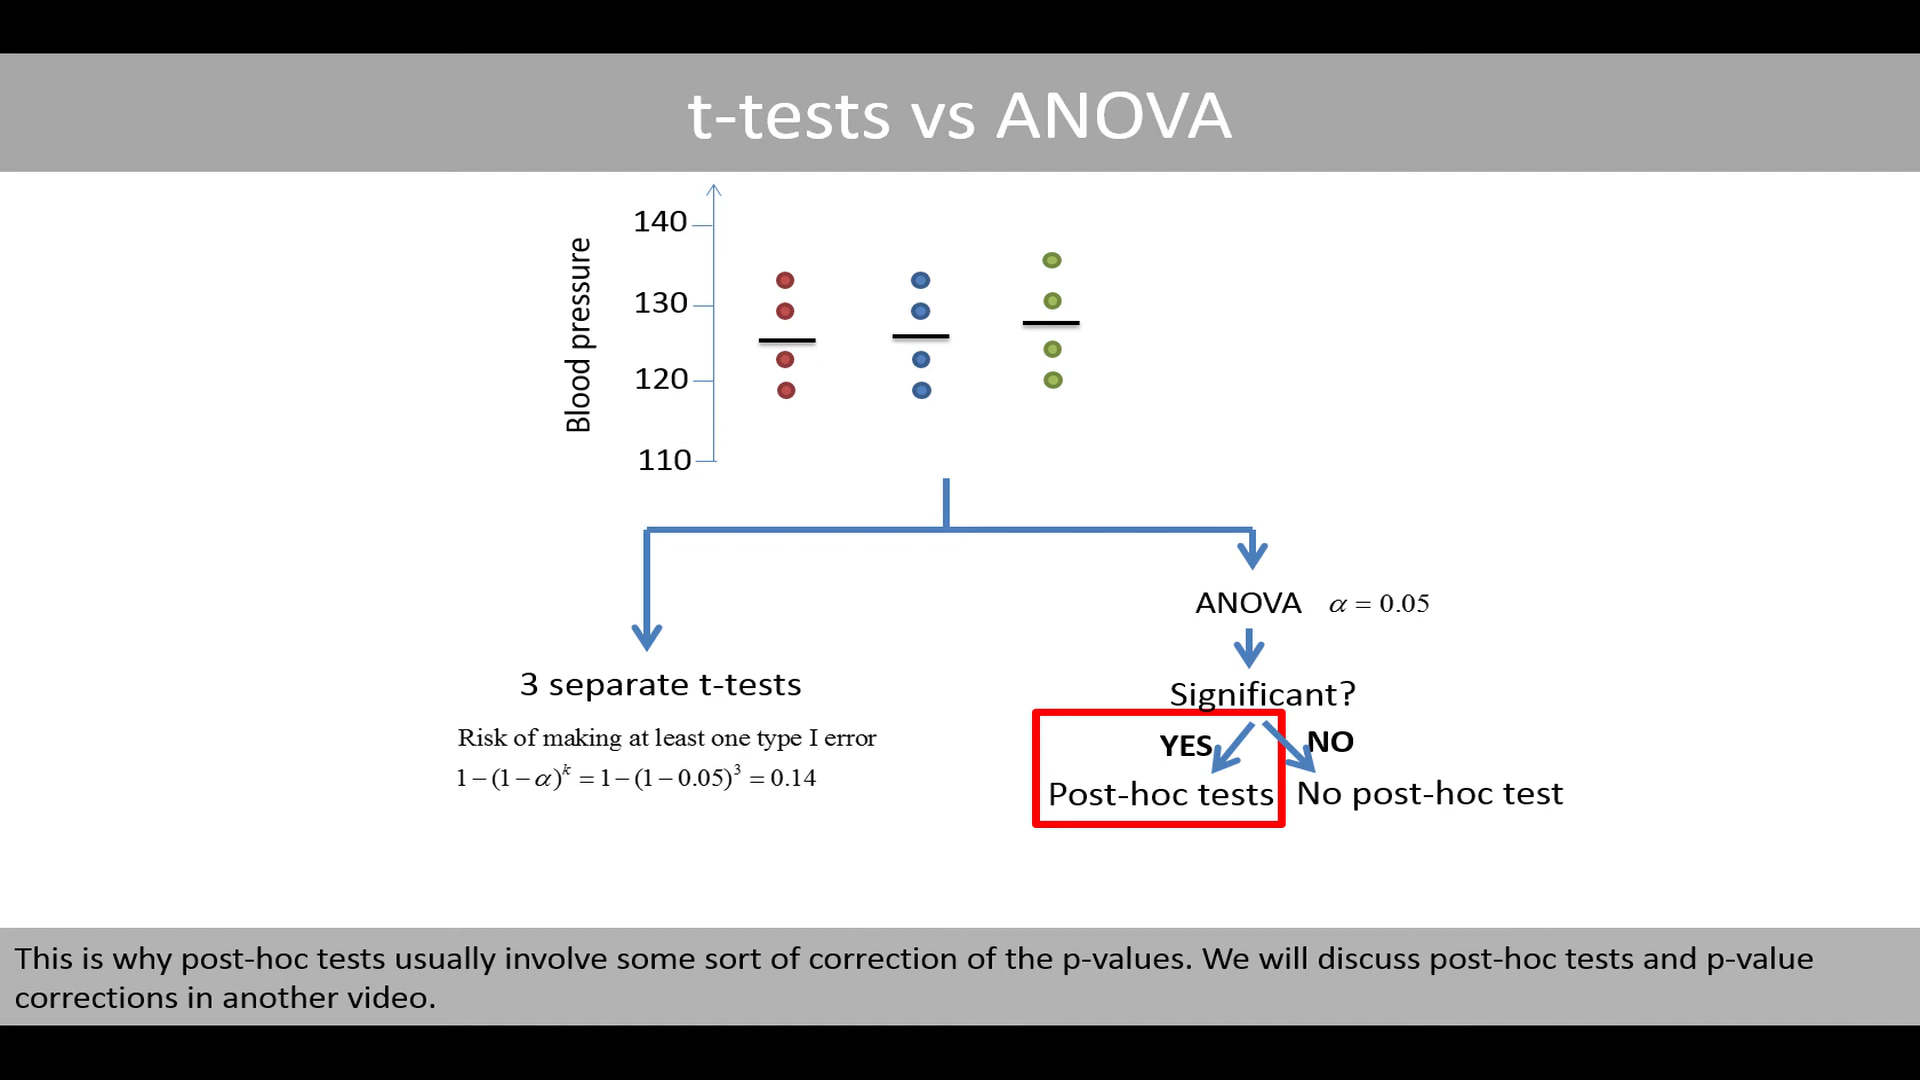 t-tests vs ANOVA
Blood pressure
140
130
120
110
ANOVA α = 0.05
Significant?
YES NO
Post-hoc tests No post-hoc test
3 separate t-tests
Risk of making at least one type I error
1 − (1 − α)^k = 1 − (1 − 0.05)^3 = 0.14
This is why post-hoc tests usually involve some sort of correction of the p-values. We will discuss post-hoc tests and p-value
corrections in another video.